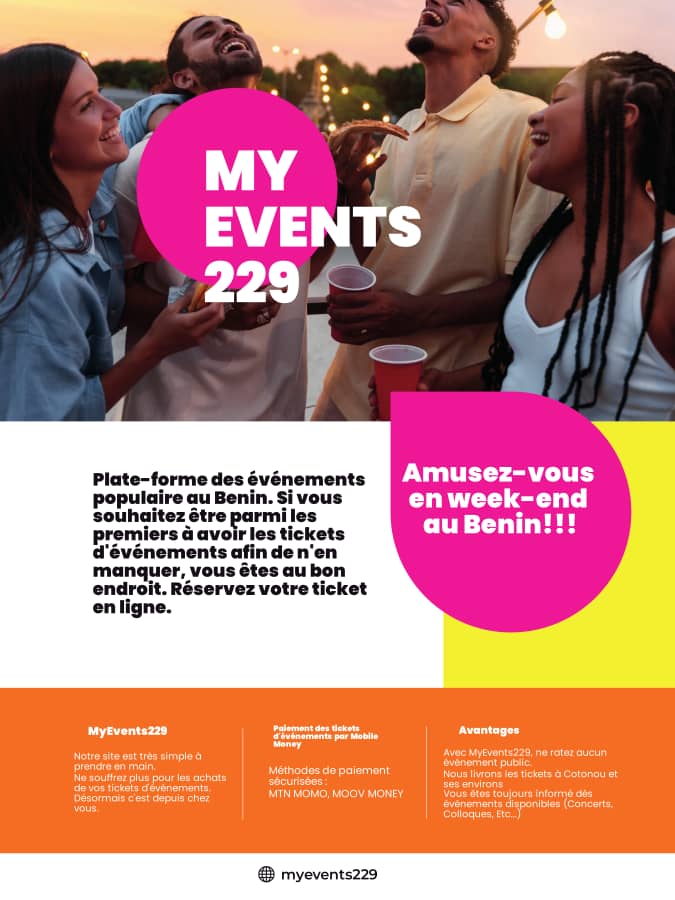 MY
EVENTS
229
Plate-forme des événements
populaire au Benin. Si vous
souhaitez être parmi les
premiers à avoir les tickets
d'événements afin de n'en
manquer, vous êtes au bon
endroit. Réservez votre ticket
en ligne.
Amusez-vous
en week-end
au Benin!!!
MyEvents229
Notre site est très simple à
prendre en main.
Ne souffrez plus pour les achats
de vos tickets d'événements.
Désormais c'est depuis chez
vous.
Paiement des tickets
d'événements par Mobile
Money
Méthodes de paiement
sécurisées :
MTN MOMO, MOOV MONEY
Avantages
Avec MyEvents229, ne ratez aucun
événement public.
Nous livrons les tickets à Cotonou et
ses environs
Vous êtes toujours informé dès
événements disponibles (Concerts,
Colloques, Etc...)
myevents229